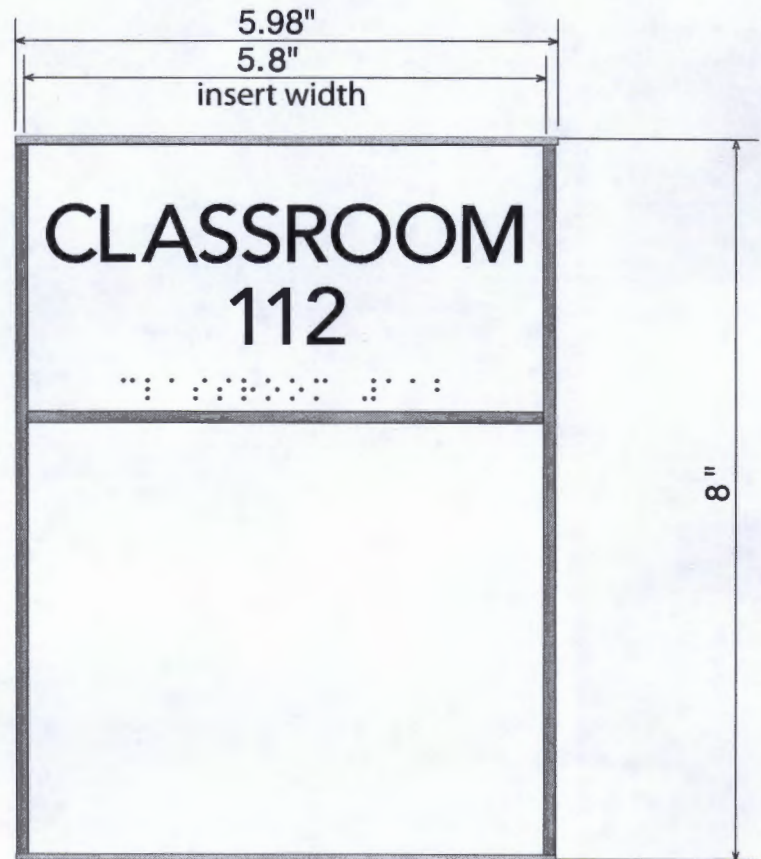 5.98"
5.8"
insert width
CLASSROOM
112
⠉⠇⠁⠎⠎⠗⠕⠕⠍ ⠼⠁⠁⠃
8"